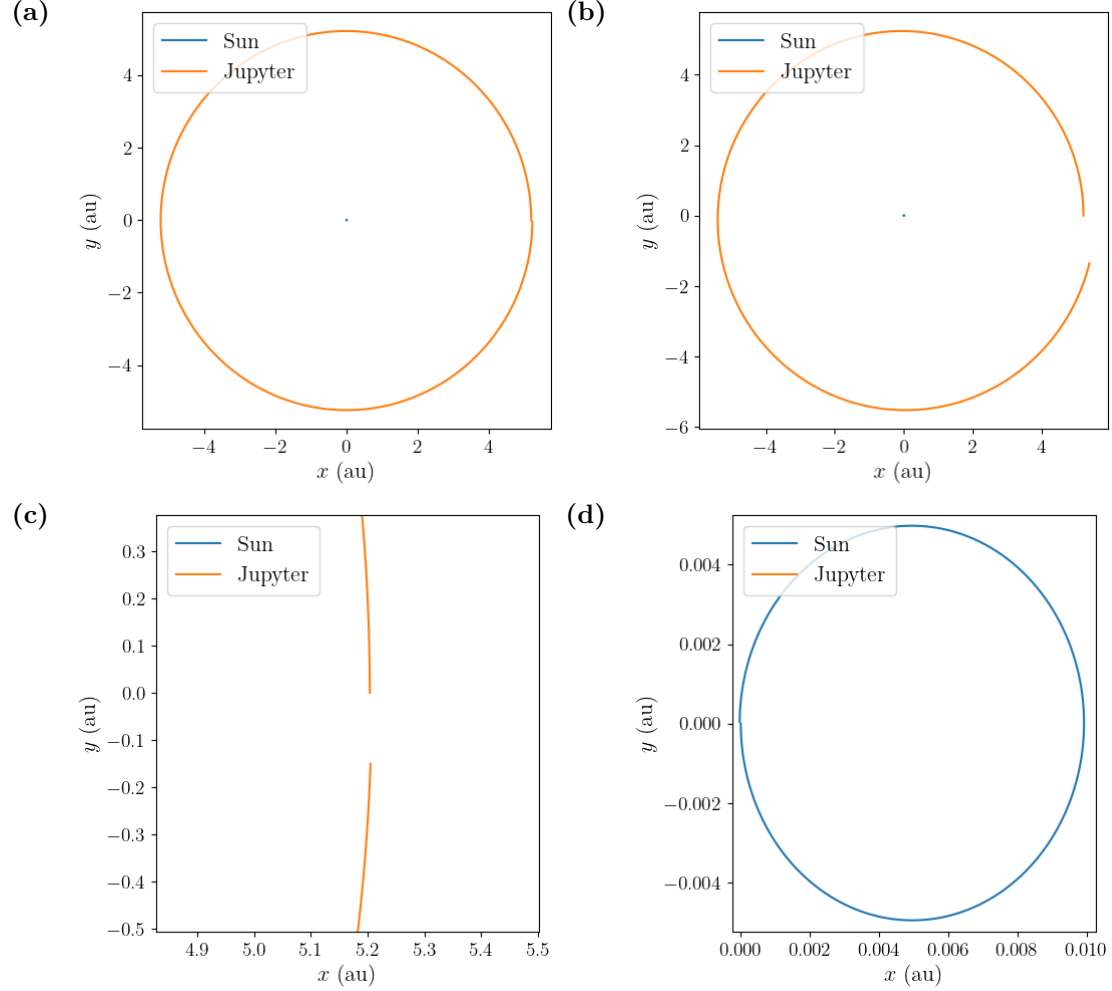 (a)
Sun
Jupyter
4
2
0
−2
−4
y (au)
−4
−2
0
2
4
x (au)
(b)
Sun
Jupyter
4
2
0
−2
−4
−6
y (au)
−4
−2
0
2
4
x (au)
(c)
Sun
Jupyter
0.3
0.2
0.1
0.0
−0.1
−0.2
−0.3
−0.4
−0.5
y (au)
4.9
5.0
5.1
5.2
5.3
5.4
5.5
x (au)
(d)
Sun
Jupyter
0.004
0.002
0.000
−0.002
−0.004
y (au)
0.000
0.002
0.004
0.006
0.008
0.010
x (au)